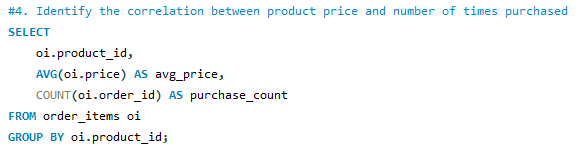 #4. Identify the correlation between product price and number of times purchased
SELECT
    oi.product_id,
    AVG(oi.price) AS avg_price,
    COUNT(oi.order_id) AS purchase_count
FROM order_items oi
GROUP BY oi.product_id;